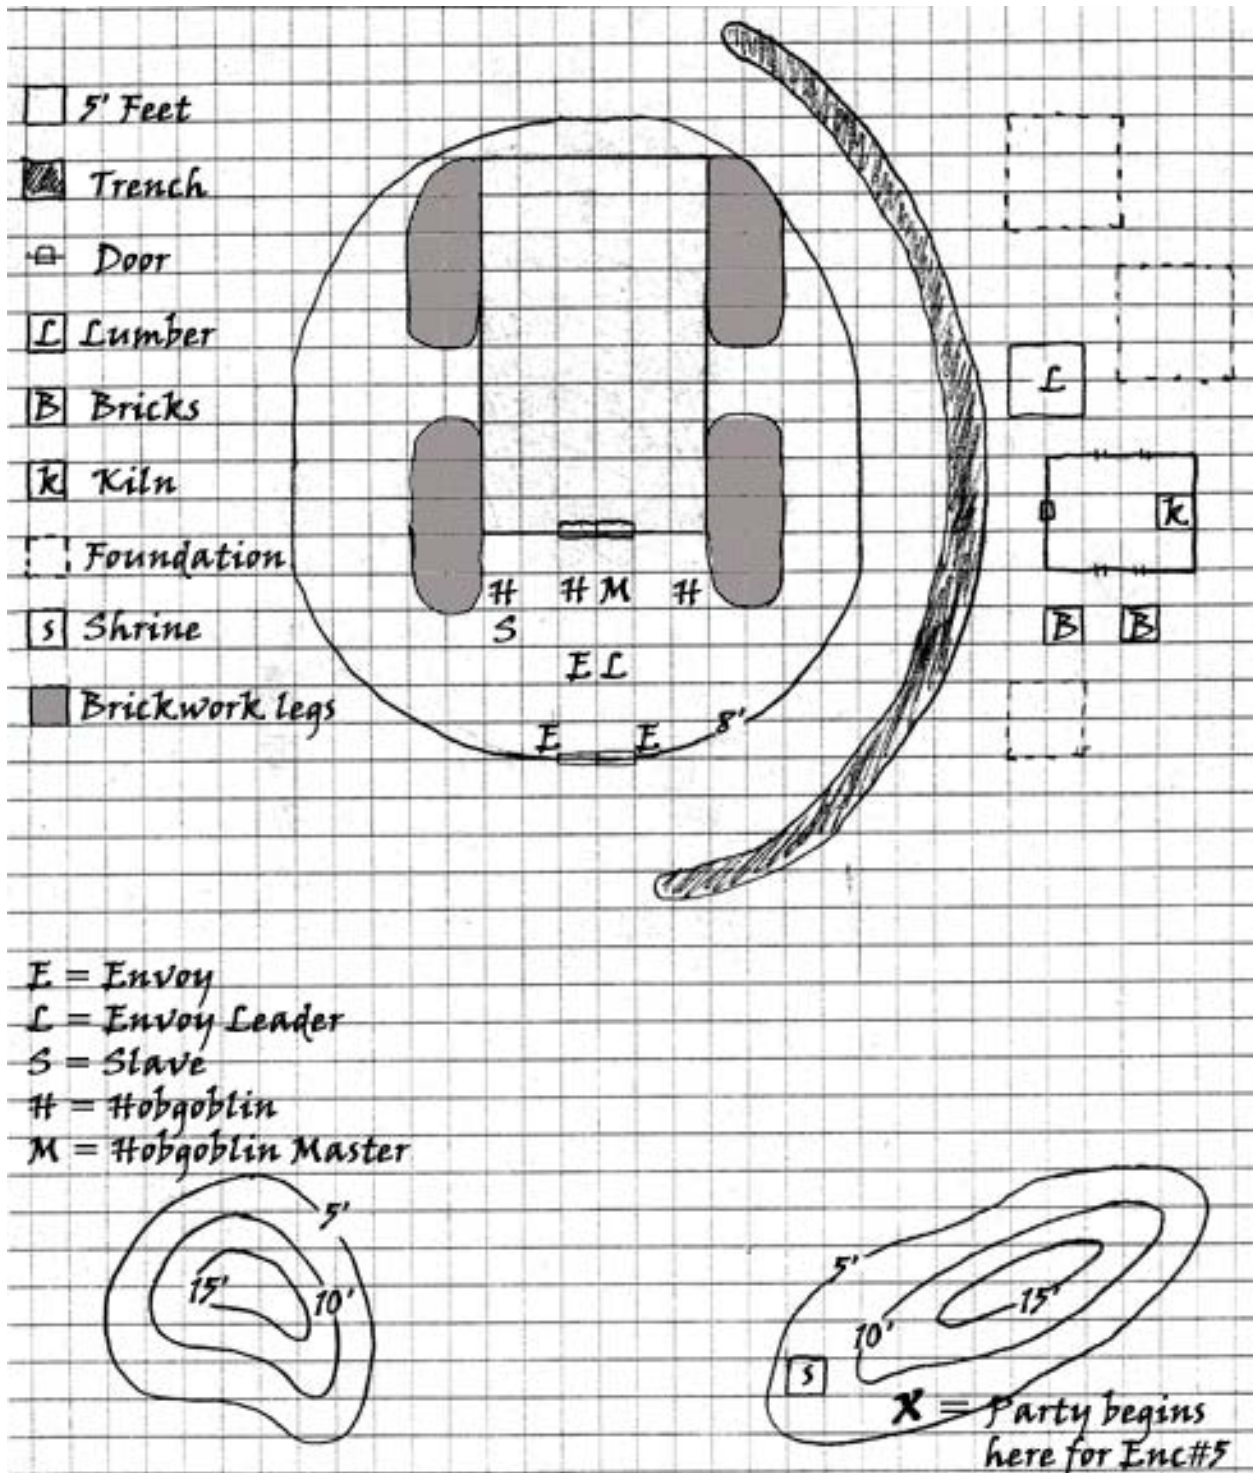 5' Feet
Trench
Door
L Lumber
B Bricks
k Kiln
Foundation
s Shrine
Brickwork legs
L
k
B B
H H M H
S
E L
E E 8'
E = Envoy
L = Envoy Leader
S = Slave
H = Hobgoblin
M = Hobgoblin Master
5'
15' 10'
5'
15'
10'
s
X = Party begins
here for Enc#5